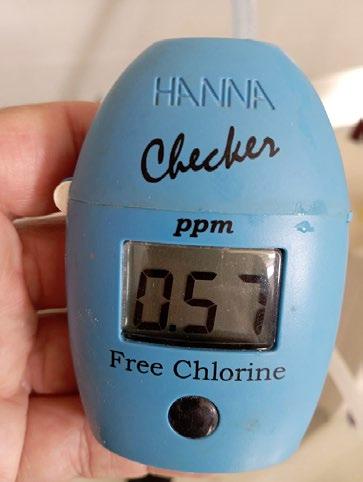 HANNA
Checker
ppm
0.57
Free Chlorine